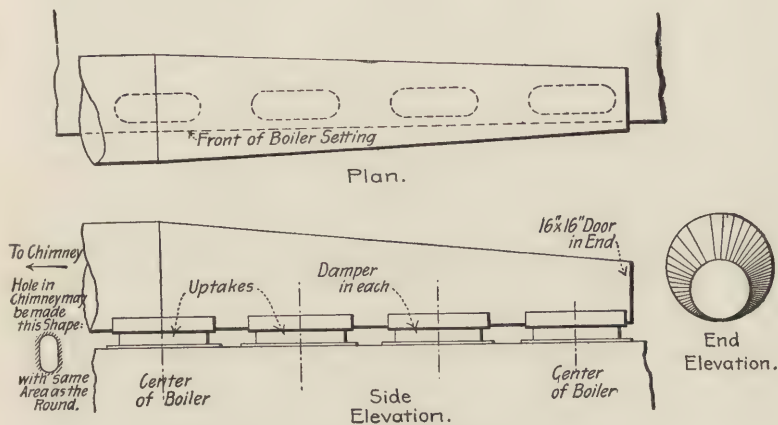 Front of Boiler Setting
Plan.
To Chimney
Hole in
Chimney may
be made
this Shape:
with same
Area as the
Round.
Uptakes
Damper
in each
16"x16" Door
in End
Center
of Boiler
Side
Elevation.
Center
of Boiler
End
Elevation.